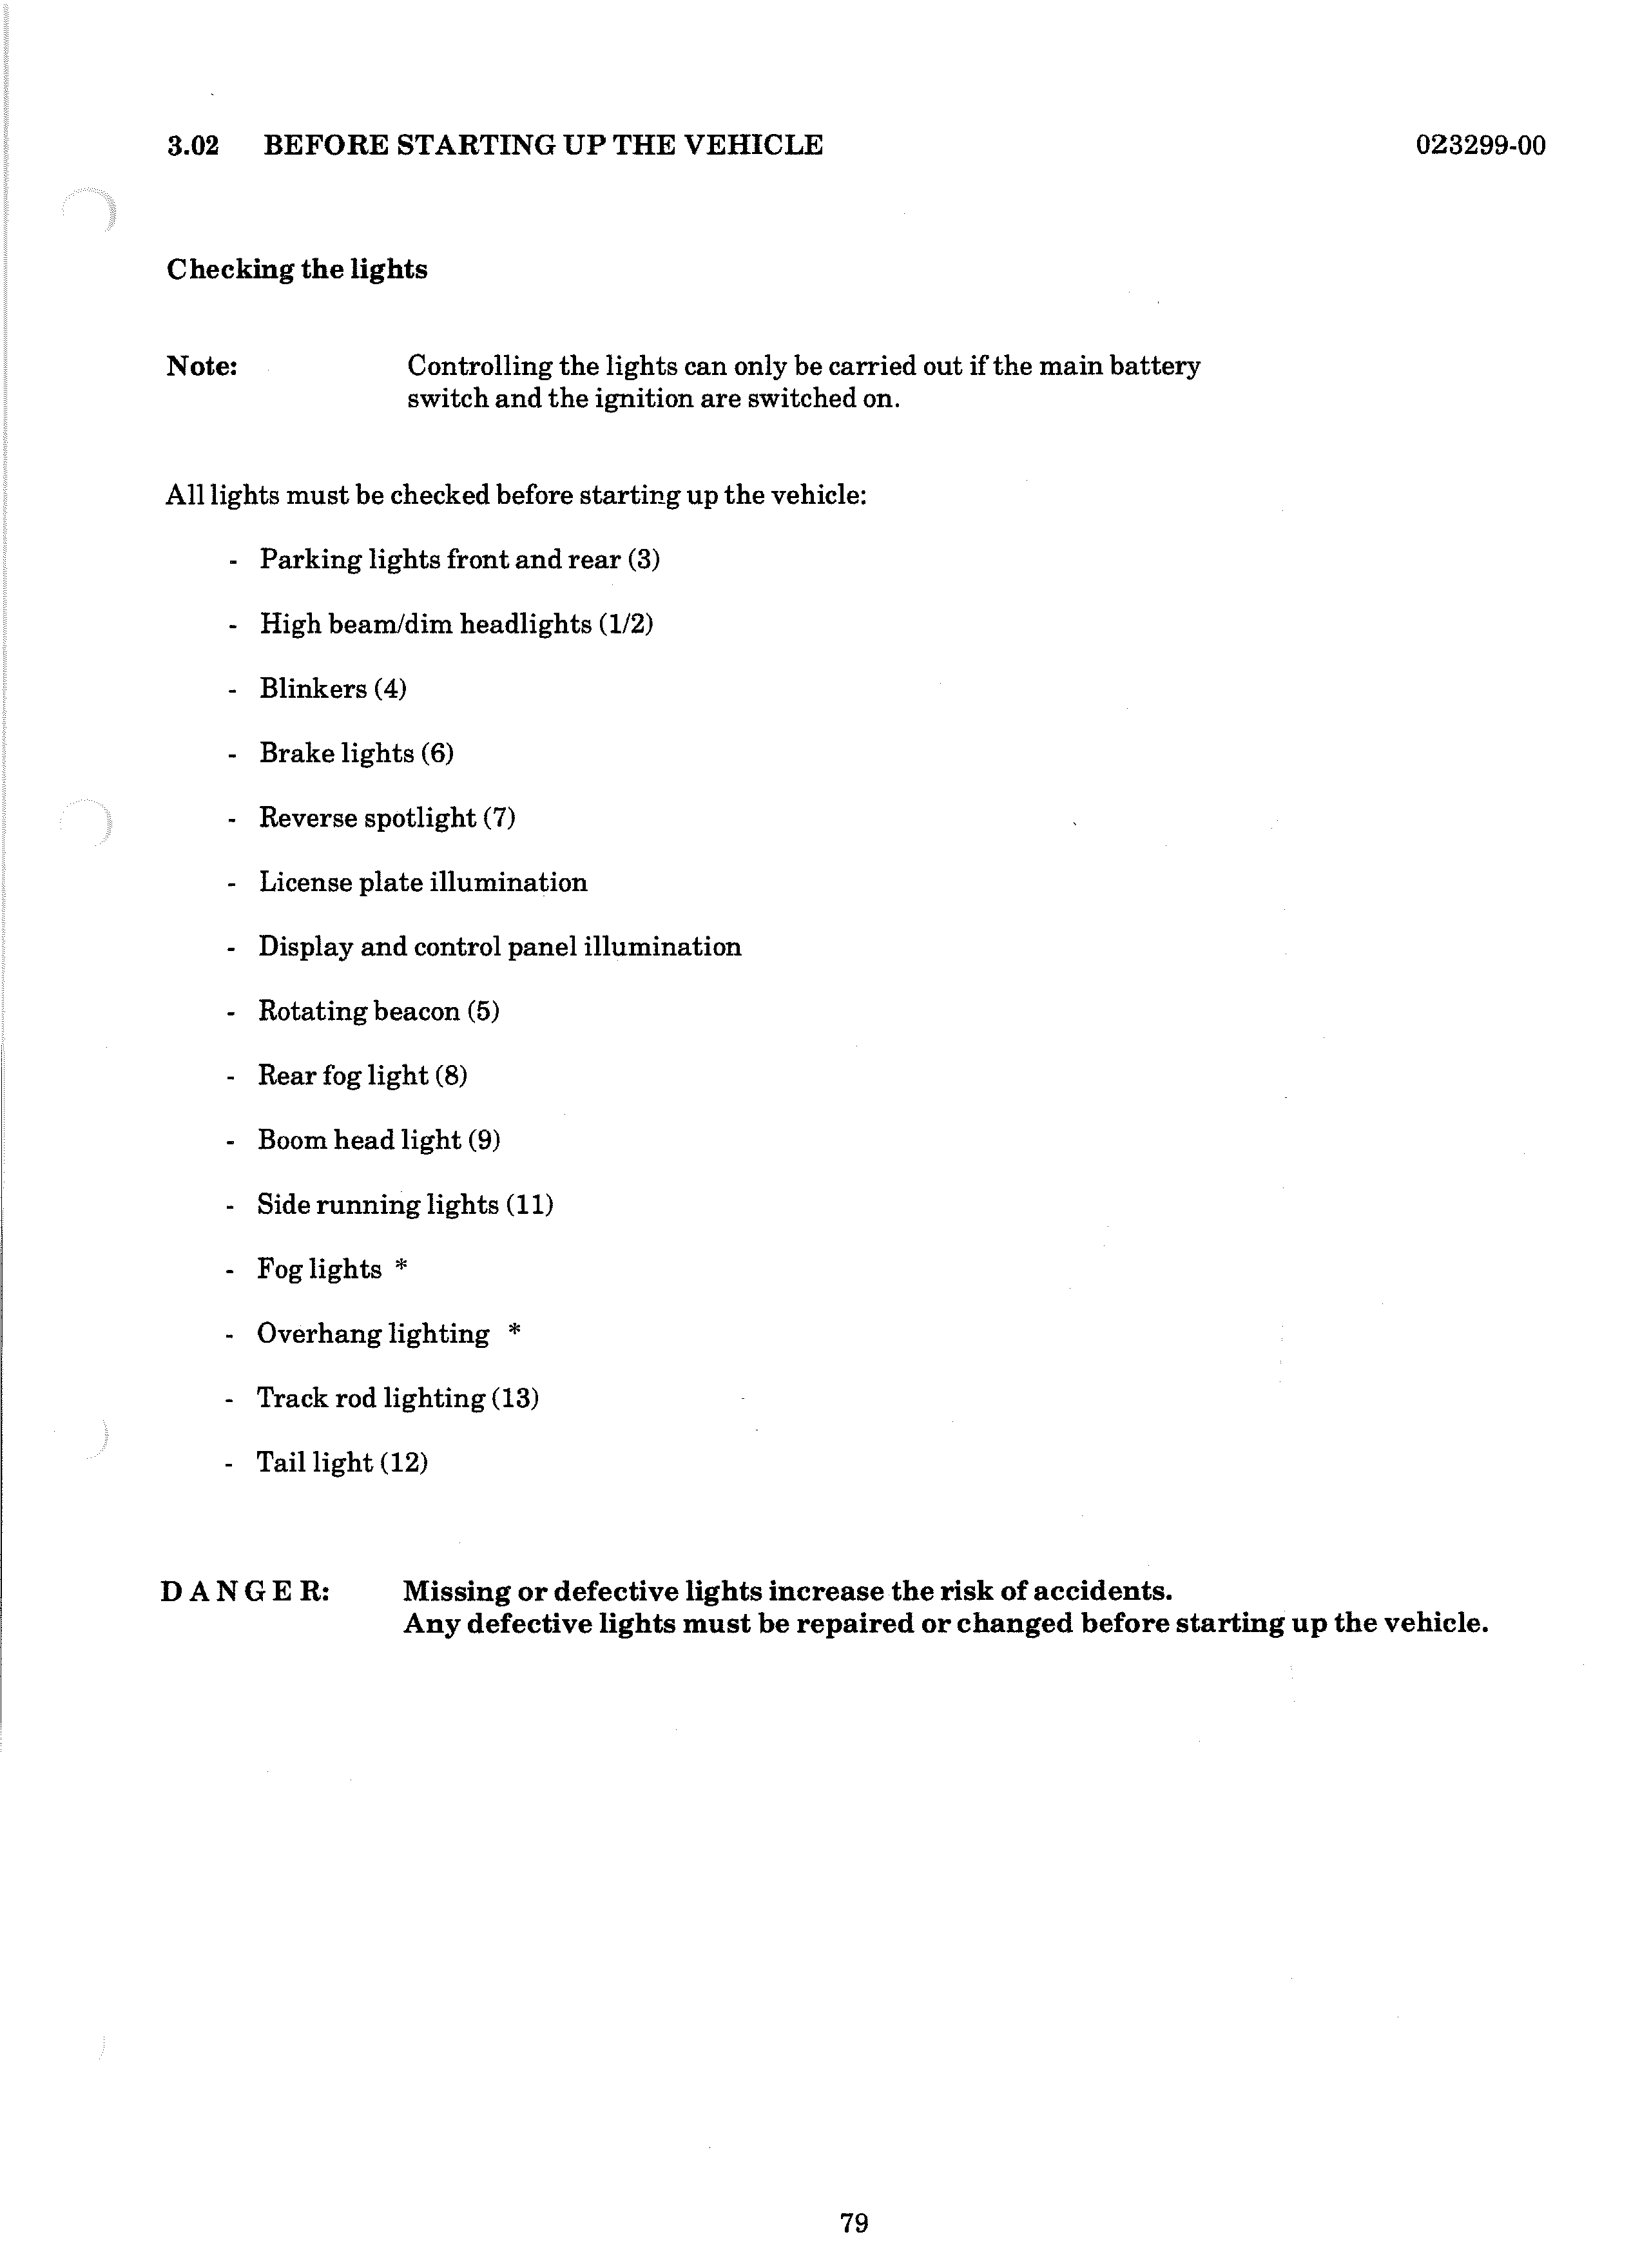 3.02 BEFORE STARTING UP THE VEHICLE 023299-00
Checking the lights
Note: Controlling the lights can only be carried out if the main battery
switch and the ignition are switched on.
All lights must be checked before starting up the vehicle:
- Parking lights front and rear (3)
- High beam/dim headlights (1/2)
- Blinkers (4)
- Brake lights (6)
- Reverse spotlight (7)
- License plate illumination
- Display and control panel illumination
- Rotating beacon (5)
- Rear fog light (8)
- Boom head light (9)
- Side running lights (11)
- Fog lights *
- Overhang lighting *
- Track rod lighting (13)
- Tail light (12)
D A N G E R: Missing or defective lights increase the risk of accidents.
Any defective lights must be repaired or changed before starting up the vehicle.
79